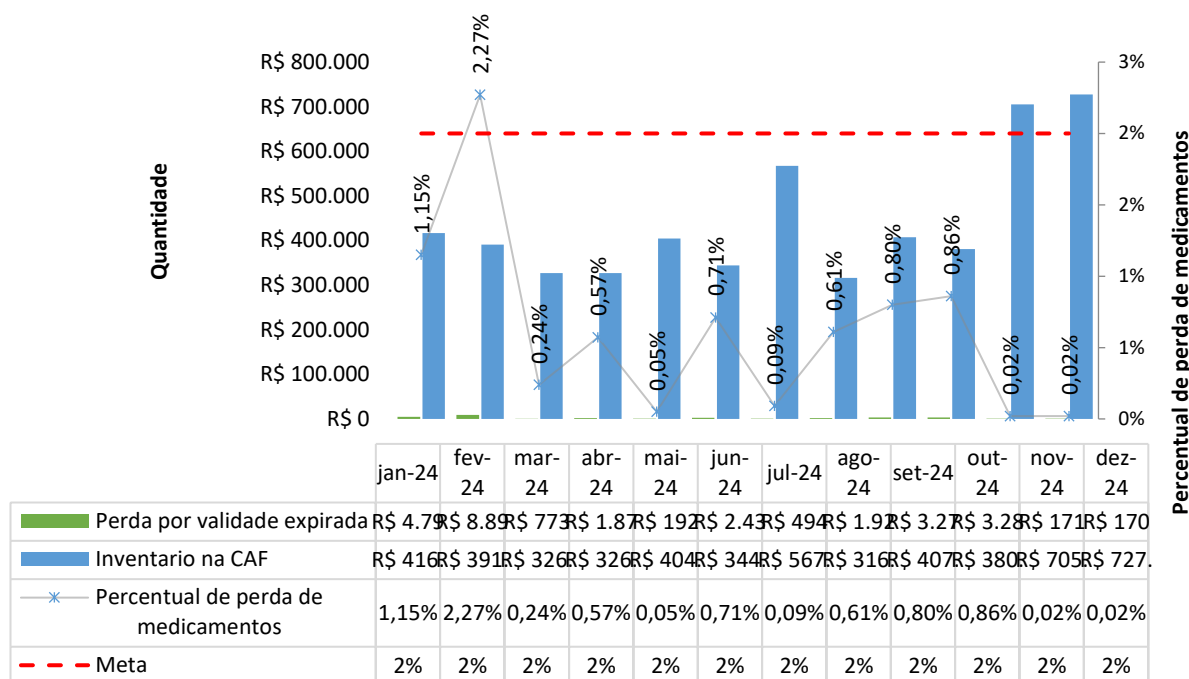 Quantidade
R$ 800.000
R$ 700.000
R$ 600.000
R$ 500.000
R$ 400.000
R$ 300.000
R$ 200.000
R$ 100.000
R$ 0
1,15%
2,27%
0,24%
0,57%
0,05%
0,71%
0,09%
0,61%
0,80%
0,86%
0,02%
0,02%
3%
2%
2%
1%
1%
0%
Percentual de perda de medicamentos
jan-24 fev-24 mar-24 abr-24 mai-24 jun-24 jul-24 ago-24 set-24 out-24 nov-24 dez-24
Perda por validade expirada R$ 4.79 R$ 8.89 R$ 773 R$ 1.87 R$ 192 R$ 2.43 R$ 494 R$ 1.92 R$ 3.27 R$ 3.28 R$ 171 R$ 170
Inventario na CAF R$ 416 R$ 391 R$ 326 R$ 326 R$ 404 R$ 344 R$ 567 R$ 316 R$ 407 R$ 380 R$ 705 R$ 727.
Percentual de perda de
medicamentos 1,15% 2,27% 0,24% 0,57% 0,05% 0,71% 0,09% 0,61% 0,80% 0,86% 0,02% 0,02%
Meta 2% 2% 2% 2% 2% 2% 2% 2% 2% 2% 2% 2%